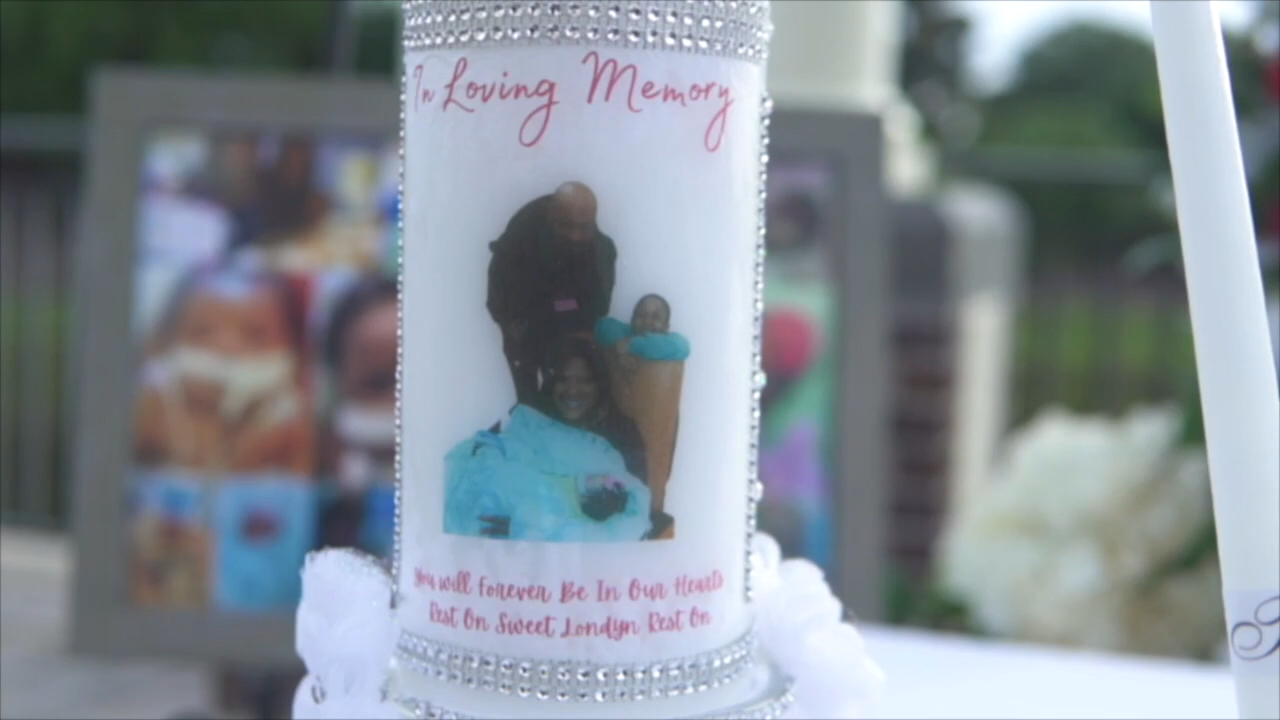 In Loving Memory
You will Forever Be In Our Hearts
Rest On Sweet Londyn Rest On